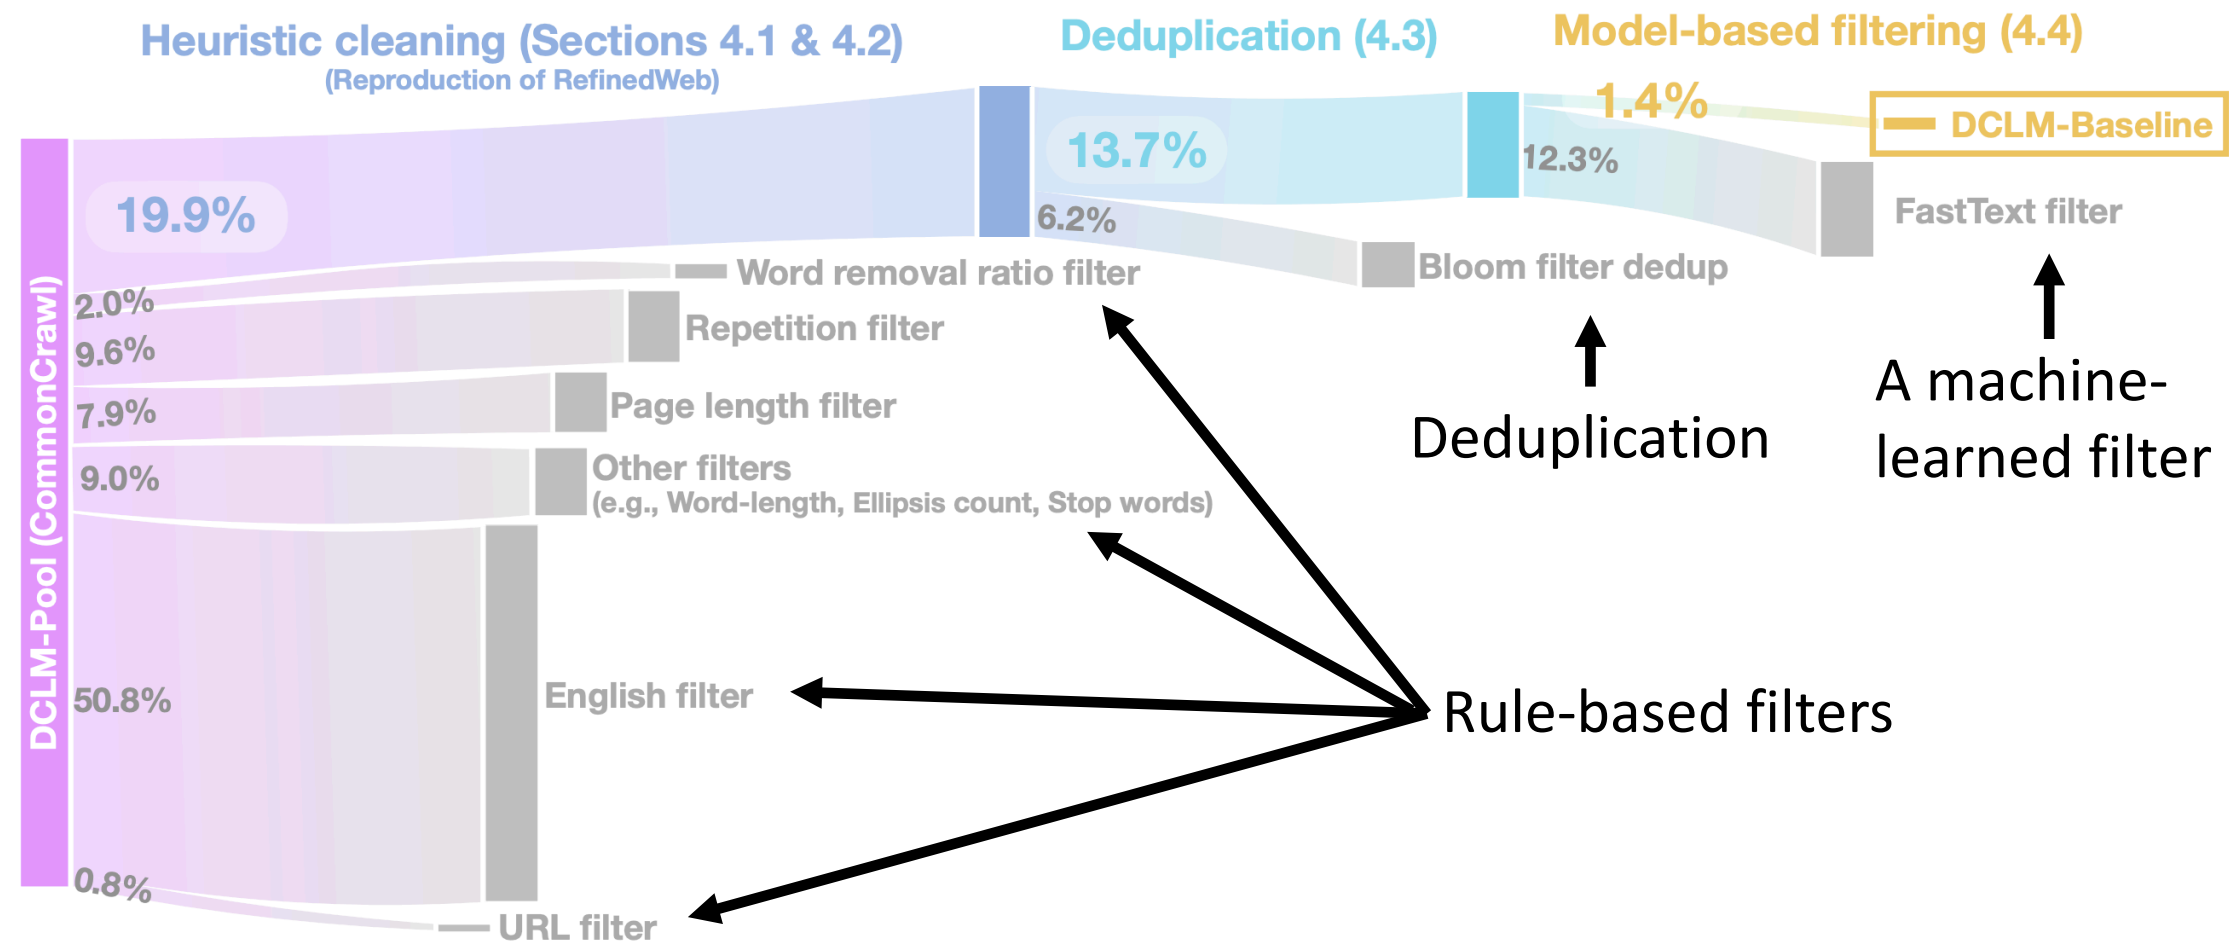 Heuristic cleaning (Sections 4.1 & 4.2)
(Reproduction of RefinedWeb)
Deduplication (4.3)
Model-based filtering (4.4)
DCLM-Pool (CommonCrawl)
19.9%
2.0%
9.6%
7.9%
9.0%
50.8%
0.8%
Word removal ratio filter
Repetition filter
Page length filter
Other filters
(e.g., Word-length, Ellipsis count, Stop words)
English filter
URL filter
13.7%
6.2%
Bloom filter dedup
1.4%
12.3%
DCLM-Baseline
FastText filter
Deduplication
A machine-
learned filter
Rule-based filters